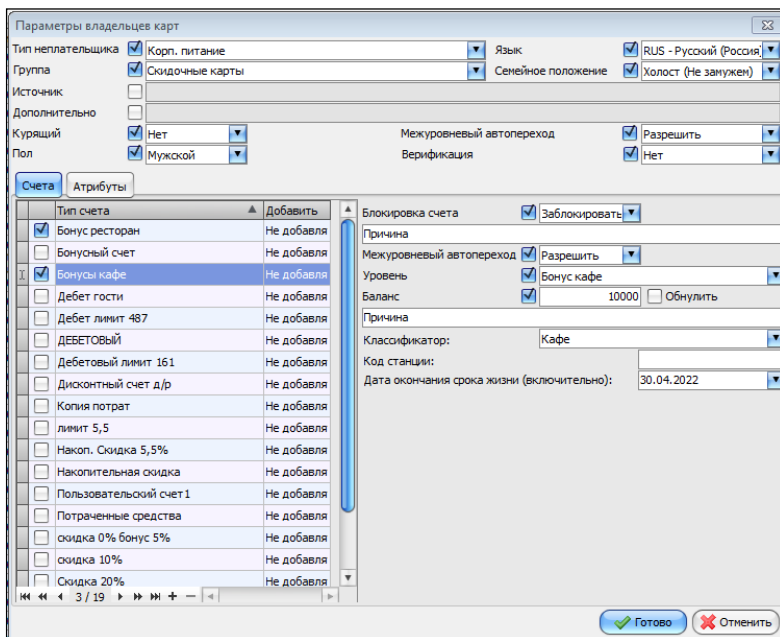 Параметры владельцев карт
Тип неплательщика Корп. питание Язык RUS - Русский (Россия)
Группа Скидочные карты Семейное положение Холост (Не замужем)
Источник
Дополнительно
Курящий Нет Межуровневый автопереход Разрешить
Пол Мужской Верификация Нет
Счета Атрибуты
Тип счета Добавить
Бонус ресторан Не добавля
Бонусный счет Не добавля
Бонусы кафе Не добавля
Дебет гости Не добавля
Дебет лимит 487 Не добавля
ДЕБЕТОВЫЙ Не добавля
Дебетовый лимит 161 Не добавля
Дисконтный счет д/р Не добавля
Копия потрат Не добавля
лимит 5,5 Не добавля
Накоп. Скидка 5,5% Не добавля
Накопительная скидка Не добавля
Пользовательский счет1 Не добавля
Потраченные средства Не добавля
скидка 0% бонус 5% Не добавля
скидка 10% Не добавля
Скидка 20% Не добавля
3 / 19
Блокировка счета Заблокировать
Причина
Межуровневый автопереход Разрешить
Уровень Бонус кафе
Баланс 10000 Обнулить
Причина
Классификатор: Кафе
Код станции:
Дата окончания срока жизни (включительно): 30.04.2022
Готово Отменить